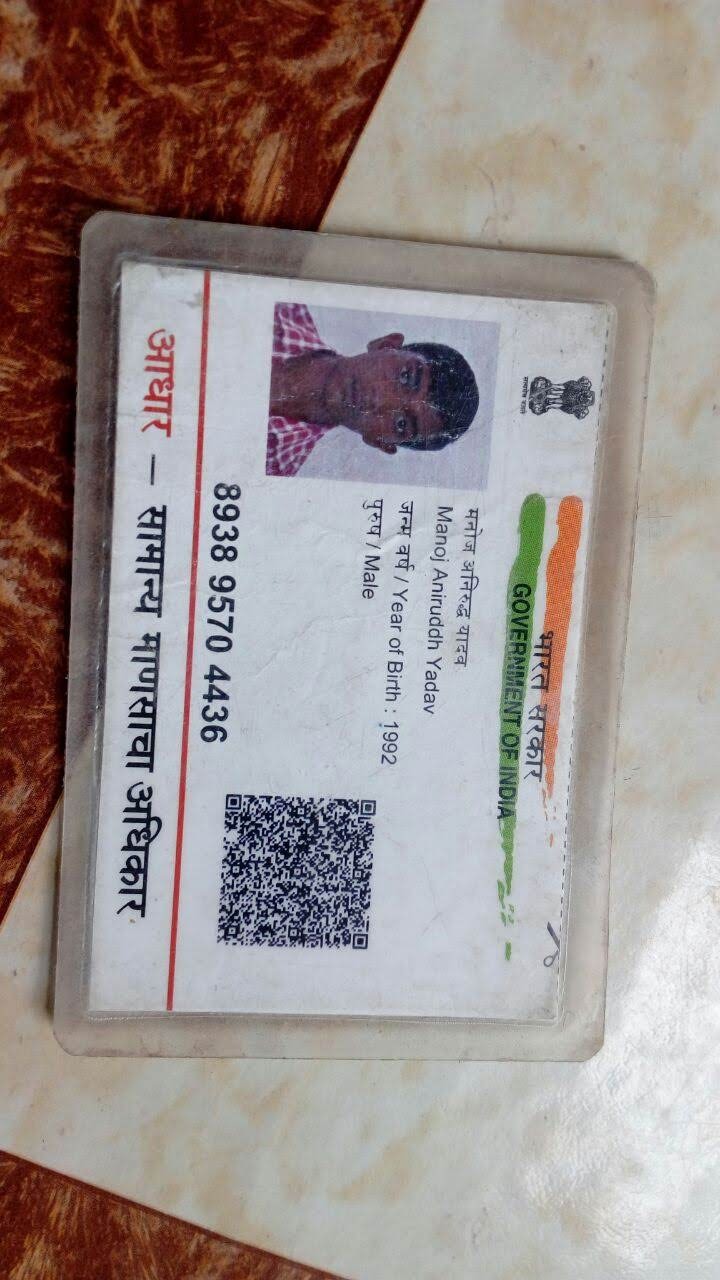 भारत सरकार
GOVERNMENT OF INDIA
मनोज अनिरुद्ध यादव
Manoj Aniruddh Yadav
जन्म वर्ष / Year of Birth : 1992
पुरुष / Male
8938 9570 4436
आधार – सामान्य माणसाचा अधिकार